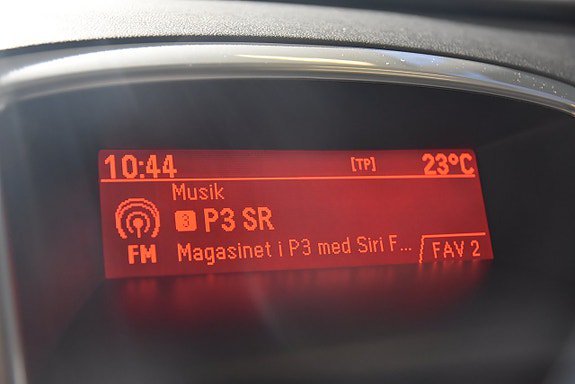 10:44 [TP] 23°C
Musik
3 P3 SR
FM Magasinet i P3 med Siri F... FAV 2